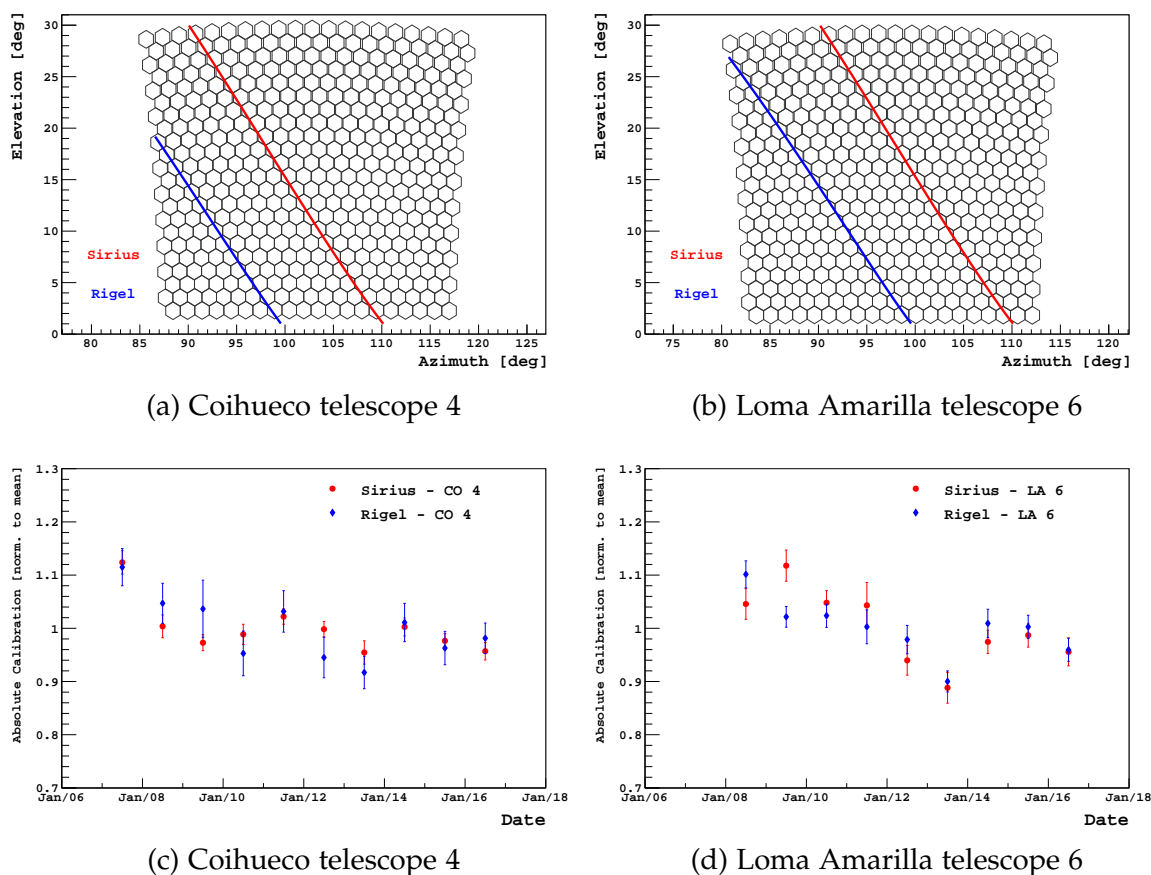 Elevation [deg]
30
25
20
15
10
5
0
Sirius
Rigel
80 85 90 95 100 105 110 115 120 125
Azimuth [deg]
(a) Coihueco telescope 4
Elevation [deg]
30
25
20
15
10
5
0
Sirius
Rigel
75 80 85 90 95 100 105 110 115 120
Azimuth [deg]
(b) Loma Amarilla telescope 6
Absolute Calibration [norm. to mean]
1.3
1.2
1.1
1
0.9
0.8
0.7
Sirius - CO 4
Rigel - CO 4
Jan/06 Jan/08 Jan/10 Jan/12 Jan/14 Jan/16 Jan/18
Date
(c) Coihueco telescope 4
Absolute Calibration [norm. to mean]
1.3
1.2
1.1
1
0.9
0.8
0.7
Sirius - LA 6
Rigel - LA 6
Jan/06 Jan/08 Jan/10 Jan/12 Jan/14 Jan/16 Jan/18
Date
(d) Loma Amarilla telescope 6